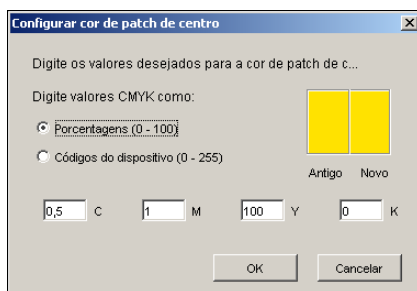 Configurar cor de patch de centro
Digite os valores desejados para a cor de patch de c...
Digite valores CMYK como:
Porcentagens (0 - 100)
Códigos do dispositivo (0 - 255)
Antigo Novo
0,5 C 1 M 100 Y 0 K
OK Cancelar